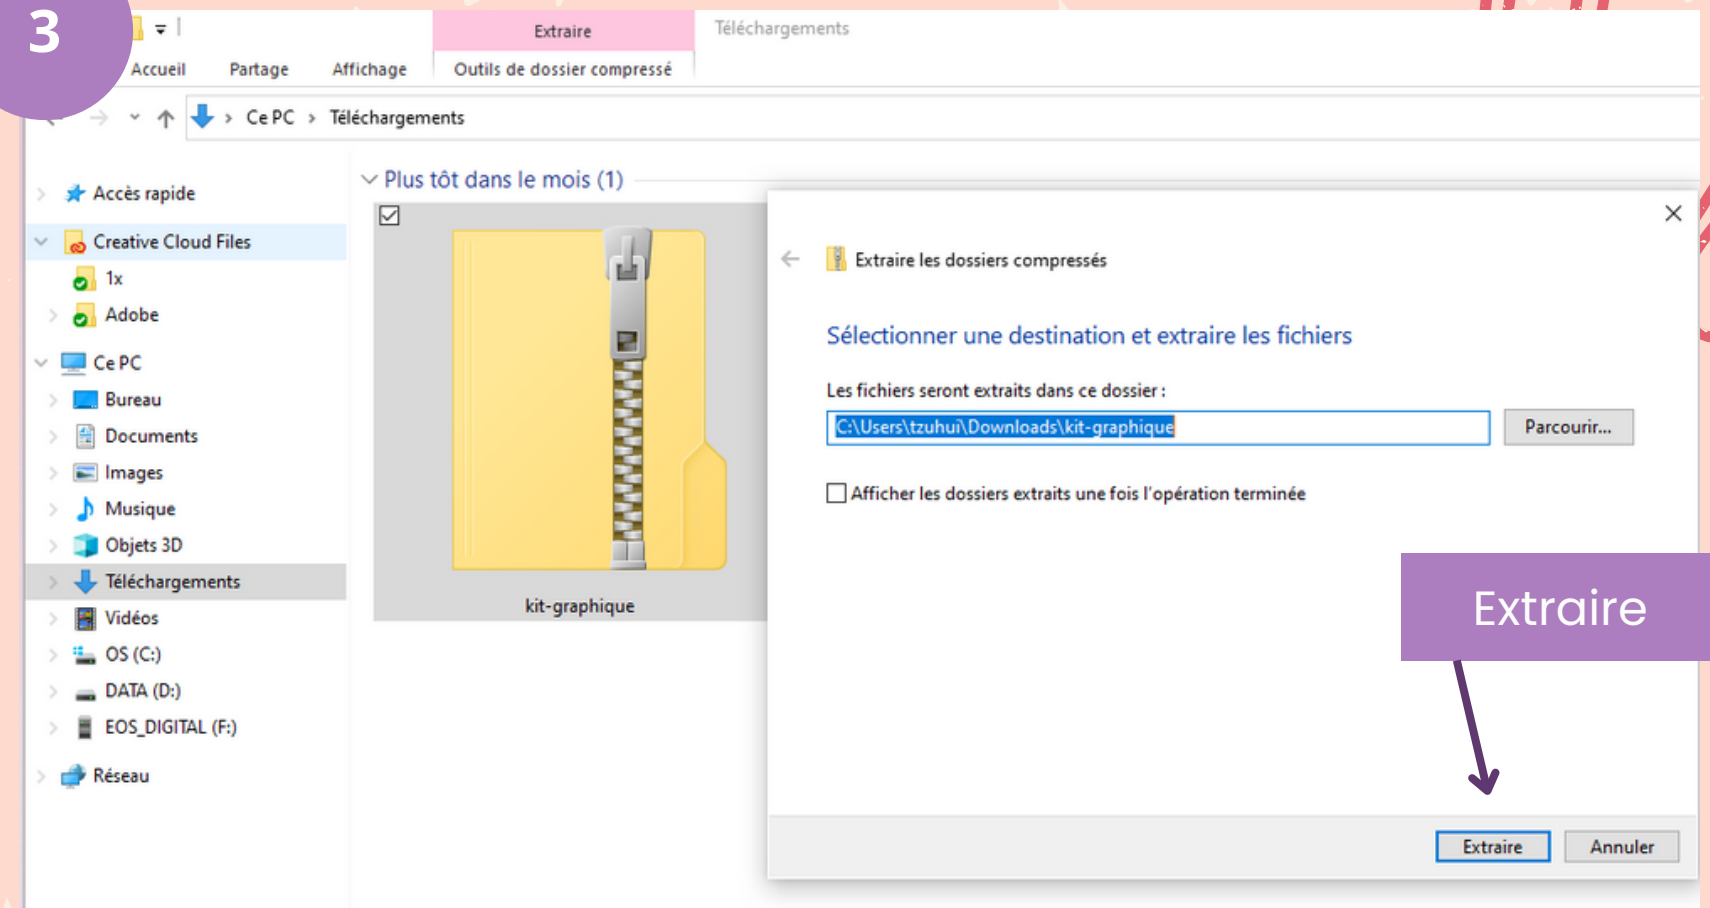 3
Extraire
Téléchargements
Accueil Partage Affichage Outils de dossier compressé
Ce PC Téléchargements
Accès rapide
Creative Cloud Files
1x
Adobe
Ce PC
Bureau
Documents
Images
Musique
Objets 3D
Téléchargements
Vidéos
OS (C:)
DATA (D:)
EOS_DIGITAL (F:)
Réseau
Plus tôt dans le mois (1)
kit-graphique
Extraire les dossiers compressés
Sélectionner une destination et extraire les fichiers
Les fichiers seront extraits dans ce dossier :
C:\Users\tzuhui\Downloads\kit-graphique
Parcourir...
Afficher les dossiers extraits une fois l'opération terminée
Extraire
Extraire Annuler